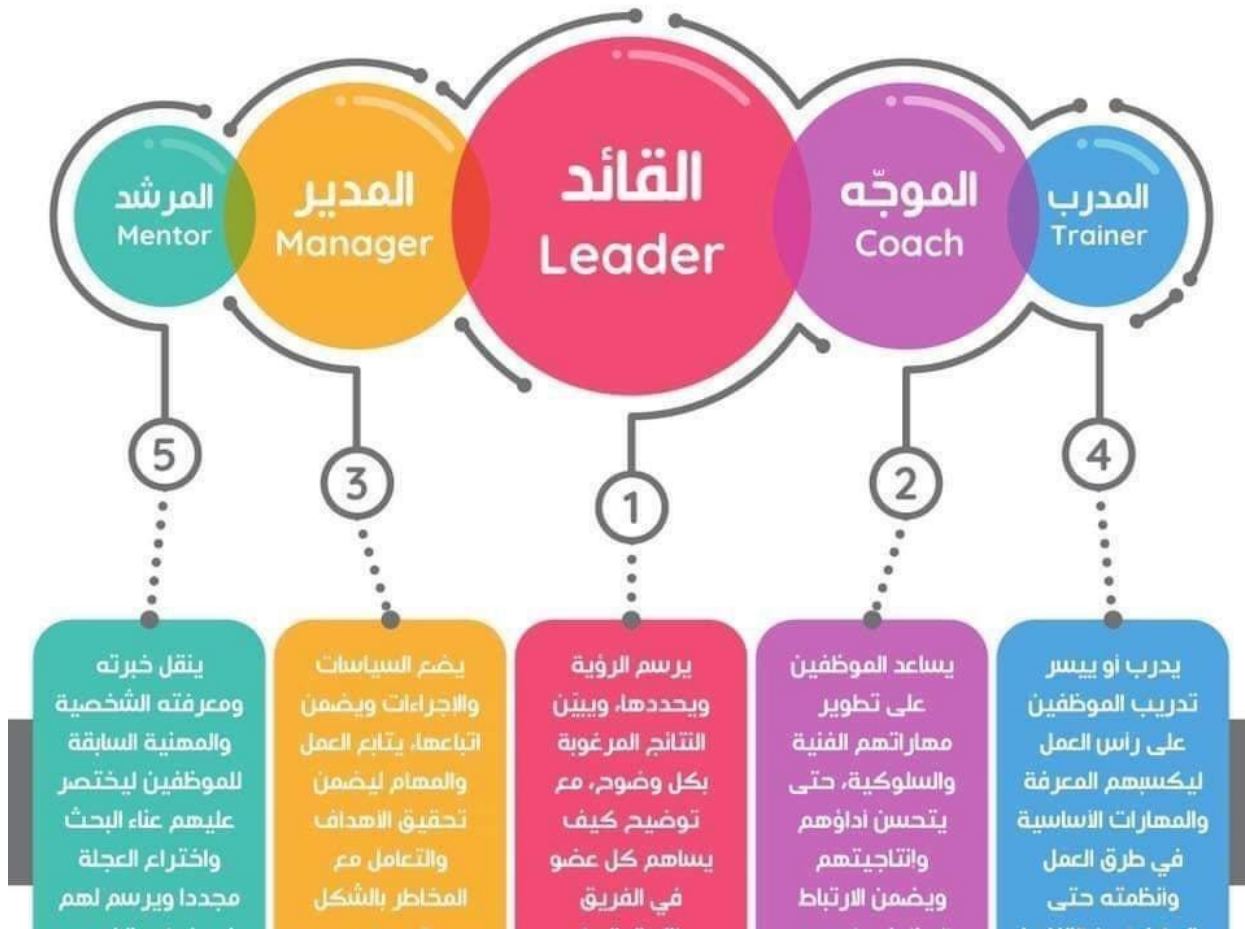 القائد
Leader
الموجّه
Coach
المدير
Manager
المدرب
Trainer
المرشد
Mentor
1
2
3
4
5
يدرب أو ييسر
تدريب الموظفين
على رأس العمل
ليكسبهم المعرفة
والمهارات الأساسية
في طرق العمل
وأنظمته حتى
يساعد الموظفين
على تطوير
مهاراتهم الفنية
والسلوكية، حتى
يتحسن أداؤهم
وإنتاجيتهم
ويضمن الارتباط
يرسم الرؤية
ويحددها، ويبيّن
النتائج المرغوبة
بكل وضوح، مع
توضيح كيف
يساهم كل عضو
في الفريق
يضع السياسات
والإجراءات ويضمن
اتباعها، يتابع العمل
والمهام ليضمن
تحقيق الأهداف
والتعامل مع
المخاطر بالشكل
ينقل خبرته
ومعرفته الشخصية
والمهنية السابقة
للموظفين ليختصر
عليهم عناء البحث
واختراع العجلة
مجددا ويرسم لهم